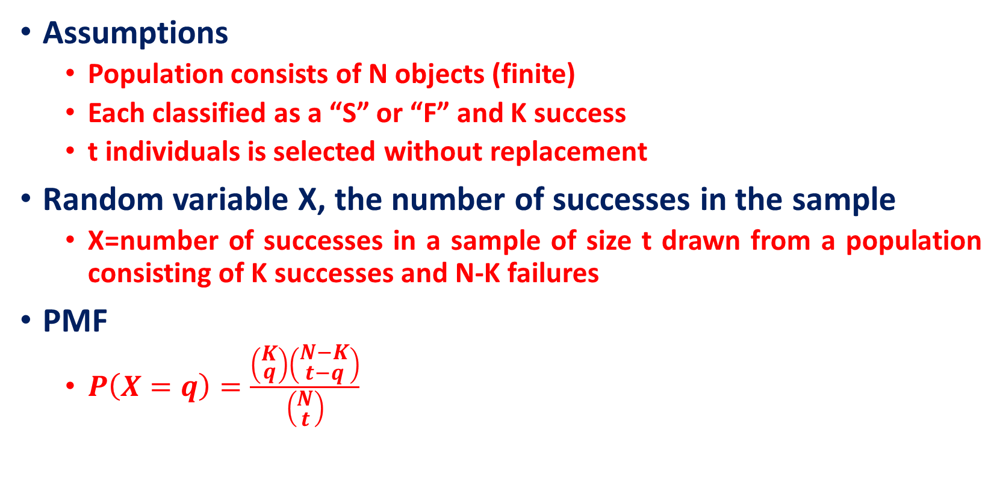 • Assumptions
• Population consists of N objects (finite)
• Each classified as a “S” or “F” and K success
• t individuals is selected without replacement
• Random variable X, the number of successes in the sample
• X=number of successes in a sample of size t drawn from a population
consisting of K successes and N-K failures
• PMF
• $P(X = q) = \frac{\binom{K}{q}\binom{N-K}{t-q}}{\binom{N}{t}}$